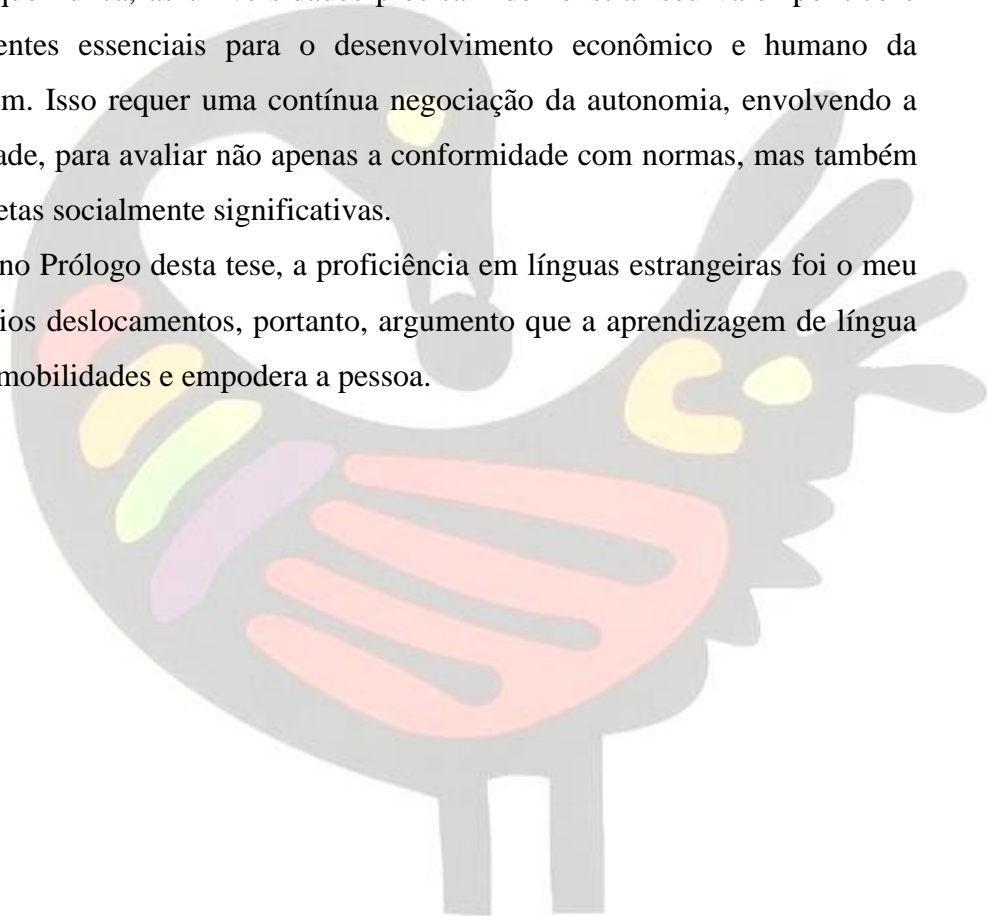 entes essenciais para o desenvolvimento econômico e humano da
m. Isso requer uma contínua negociação da autonomia, envolvendo a
ade, para avaliar não apenas a conformidade com normas, mas também
etas socialmente significativas.
no Prólogo desta tese, a proficiência em línguas estrangeiras foi o meu
ios deslocamentos, portanto, argumento que a aprendizagem de língua
mobilidades e empodera a pessoa.